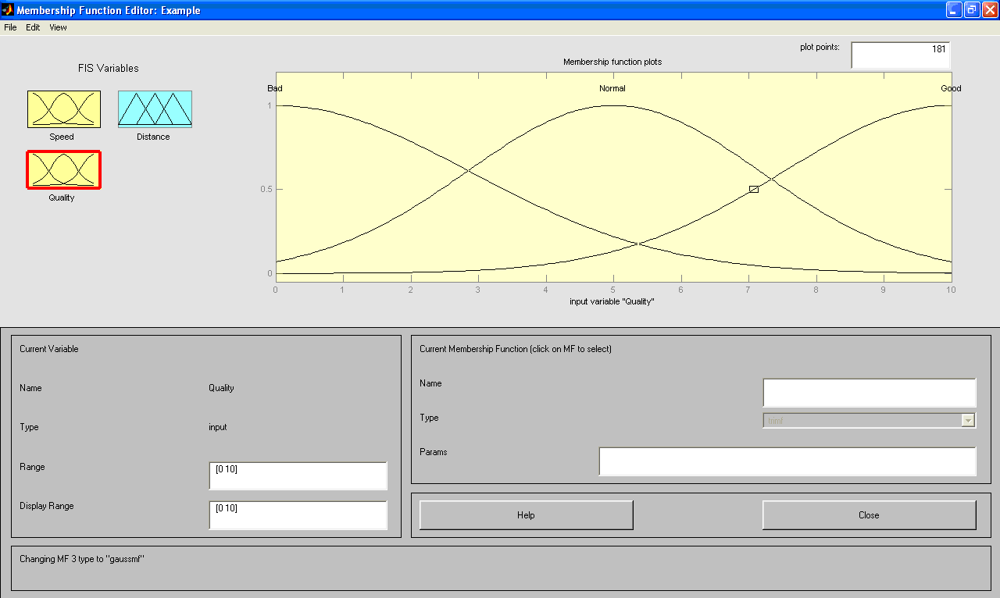 Membership Function Editor: Example
File Edit View
FIS Variables
Speed
Distance
Quality
plot points:
181
Membership function plots
Bad
Normal
Good
1
0.5
0
0 1 2 3 4 5 6 7 8 9 10
input variable "Quality"
Current Variable
Name Quality
Type input
Range [0 10]
Display Range [0 10]
Current Membership Function (click on MF to select)
Name
Type trimf
Params
Help
Close
Changing MF 3 type to "gaussmf"